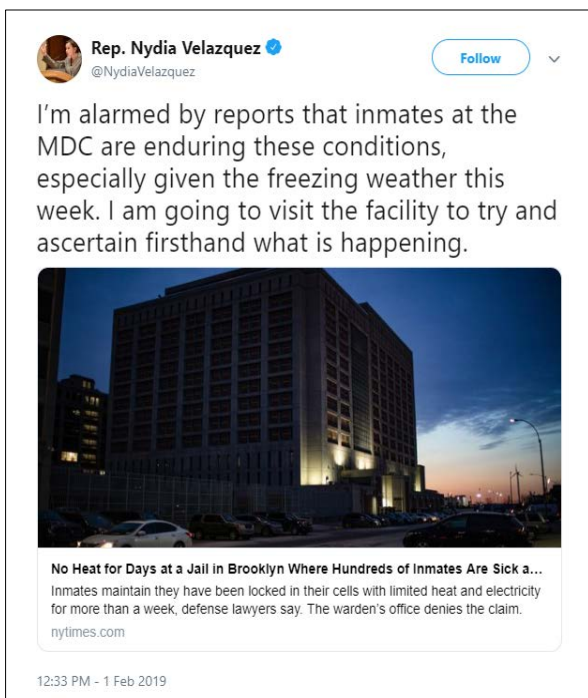 Rep. Nydia Velazquez
@NydiaVelazquez
Follow
I'm alarmed by reports that inmates at the
MDC are enduring these conditions,
especially given the freezing weather this
week. I am going to visit the facility to try and
ascertain firsthand what is happening.
No Heat for Days at a Jail in Brooklyn Where Hundreds of Inmates Are Sick a...
Inmates maintain they have been locked in their cells with limited heat and electricity
for more than a week, defense lawyers say. The warden's office denies the claim.
nytimes.com
12:33 PM - 1 Feb 2019